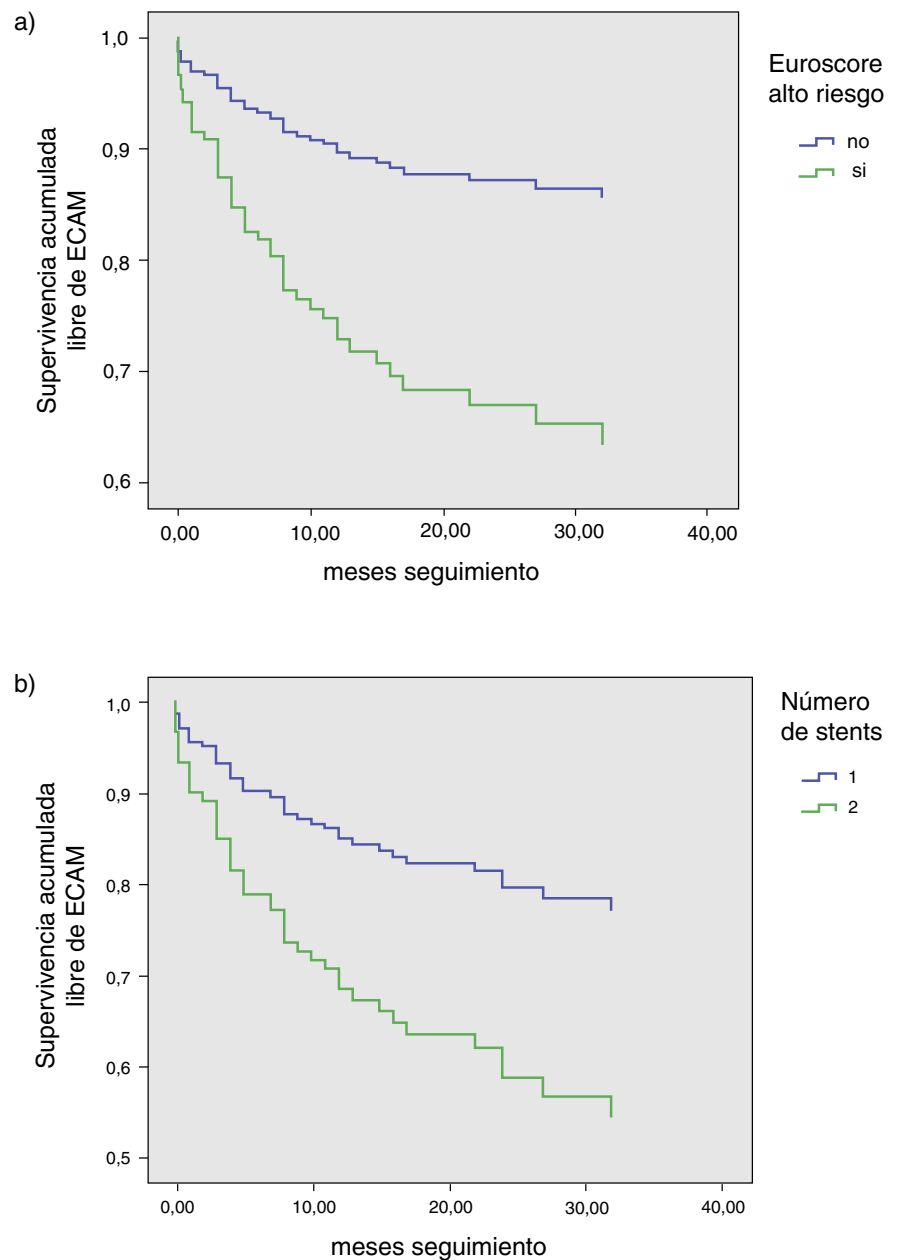 a)
1,0
0,9
0,8
0,7
0,6
Supervivencia acumulada
libre de ECAM
0,00
10,00
20,00
30,00
40,00
meses seguimiento
Euroscore
alto riesgo
no
si
b)
1,0
0,9
0,8
0,7
0,6
0,5
Supervivencia acumulada
libre de ECAM
0,00
10,00
20,00
30,00
40,00
meses seguimiento
Número
de stents
1
2